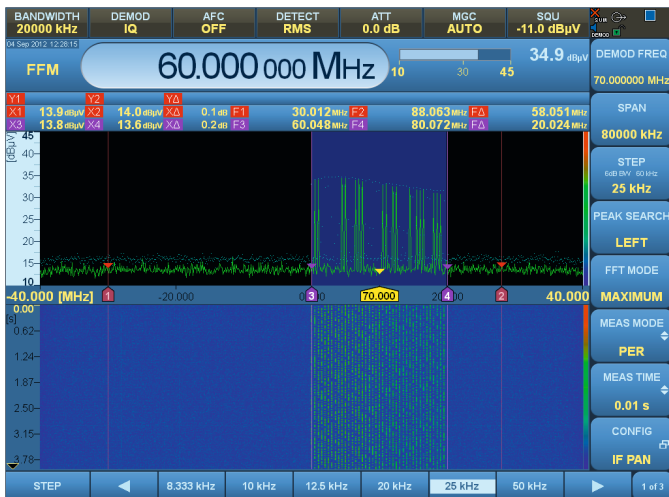 BANDWIDTH DEMOD AFC DETECT ATT MGC SQU
20000 kHz IQ OFF RMS 0.0 dB AUTO -11.0 dBµV
SUM
DEMOD
04 Sep 2012 12:26:15
FFM 60.000 000 MHz 34.9 dBµV
10 30 45
DEMOD FREQ
70.000000 MHz
Y1 Y2 YΔ
X1 13.9 dBµV X2 14.0 dBµV XΔ 0.1 dB F1 30.012 MHz F2 88.063 MHz FΔ 58.051 MHz
X3 13.8 dBµV X4 13.6 dBµV XΔ 0.2 dB F3 60.048 MHz F4 80.072 MHz FΔ 20.024 MHz
SPAN
80000 kHz
STEP
6dB BW 60 kHz
25 kHz
PEAK SEARCH
LEFT
FFT MODE
MAXIMUM
MEAS MODE
PER
MEAS TIME
0.01 s
CONFIG
IF PAN
[dBµV]
45
40
35
30
25
20
15
10
-40.000 [MHz] 1 -20.000 3 70.000 4 2 40.000
[s]
0.00
0.62
1.24
1.87
2.50
3.15
3.78
STEP 8.333 kHz 10 kHz 12.5 kHz 20 kHz 25 kHz 50 kHz 1 of 3